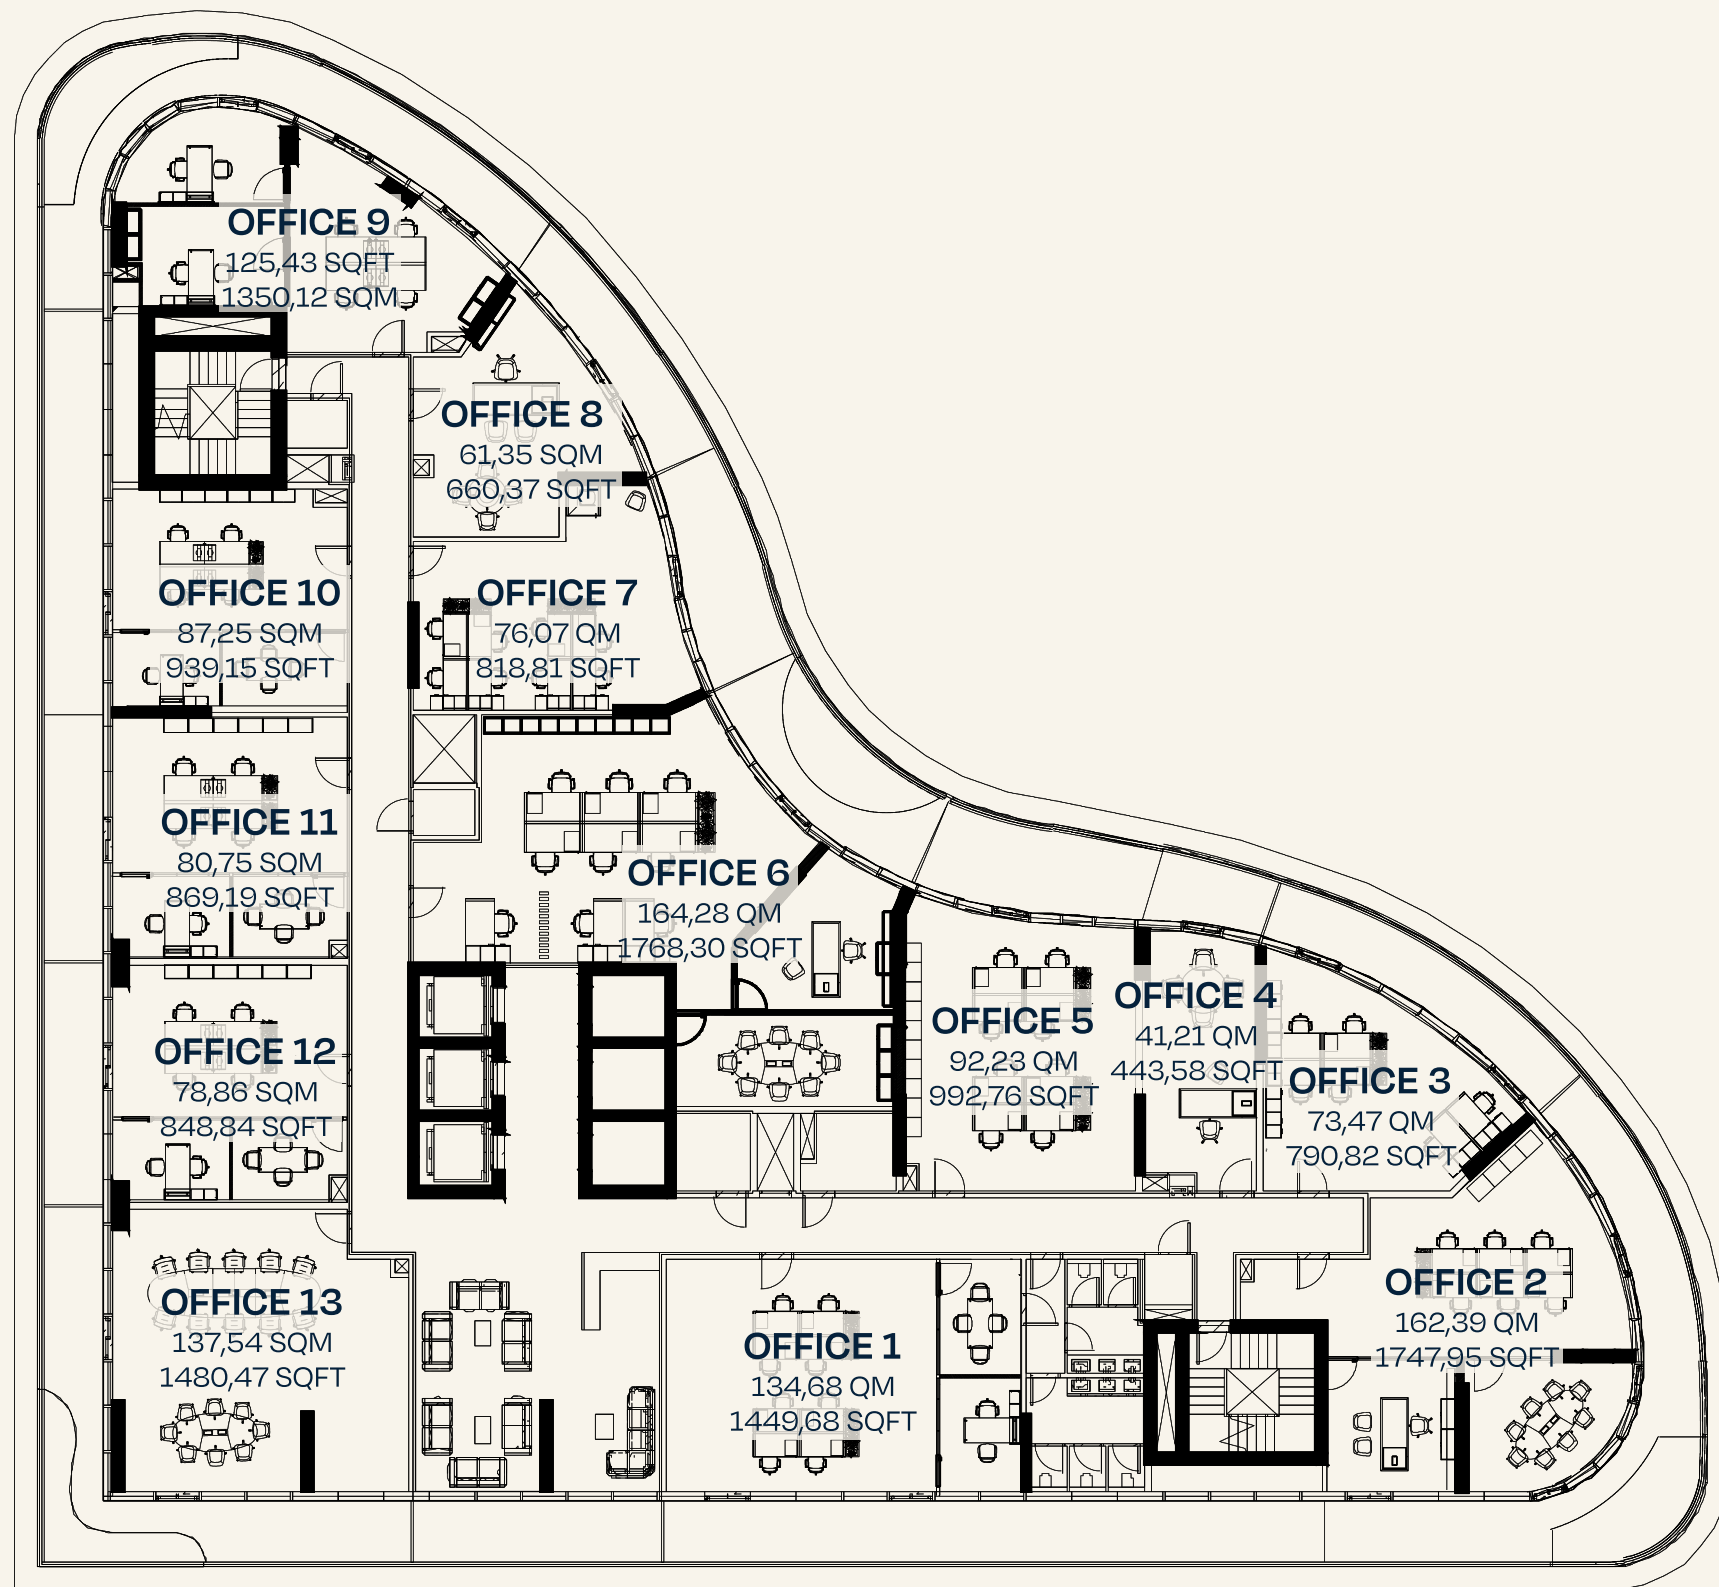 OFFICE 9
125,43 SQFT
1350,12 SQM
OFFICE 8
61,35 SQM
660,37 SQFT
OFFICE 10
87,25 SQM
939,15 SQFT
OFFICE 7
76,07 QM
818,81 SQFT
OFFICE 11
80,75 SQM
869,19 SQFT
OFFICE 6
164,28 QM
1768,30 SQFT
OFFICE 5
92,23 QM
992,76 SQFT
OFFICE 4
41,21 QM
443,58 SQFT
OFFICE 12
78,86 SQM
848,84 SQFT
OFFICE 3
73,47 QM
790,82 SQFT
OFFICE 13
137,54 SQM
1480,47 SQFT
OFFICE 1
134,68 QM
1449,68 SQFT
OFFICE 2
162,39 QM
1747,95 SQFT